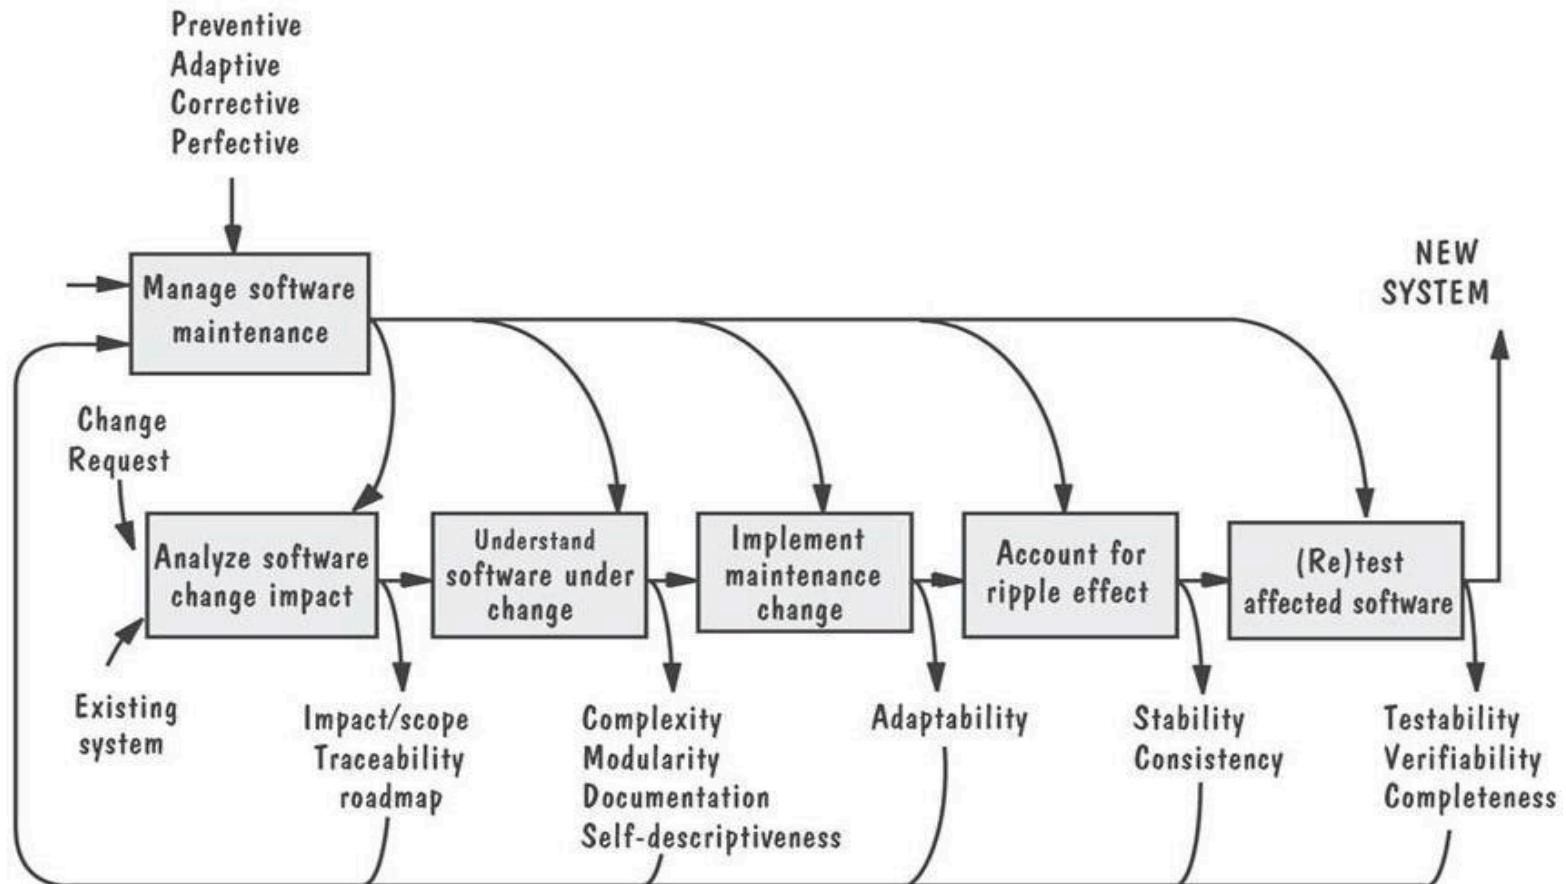 Preventive
Adaptive
Corrective
Perfective
NEW
SYSTEM
Manage software
maintenance
Change
Request
Analyze software
change impact
Understand
software under
change
Implement
maintenance
change
Account for
ripple effect
(Re)test
affected software
Existing
system
Impact/scope
Traceability
roadmap
Complexity
Modularity
Documentation
Self-descriptiveness
Adaptability
Stability
Consistency
Testability
Verifiability
Completeness